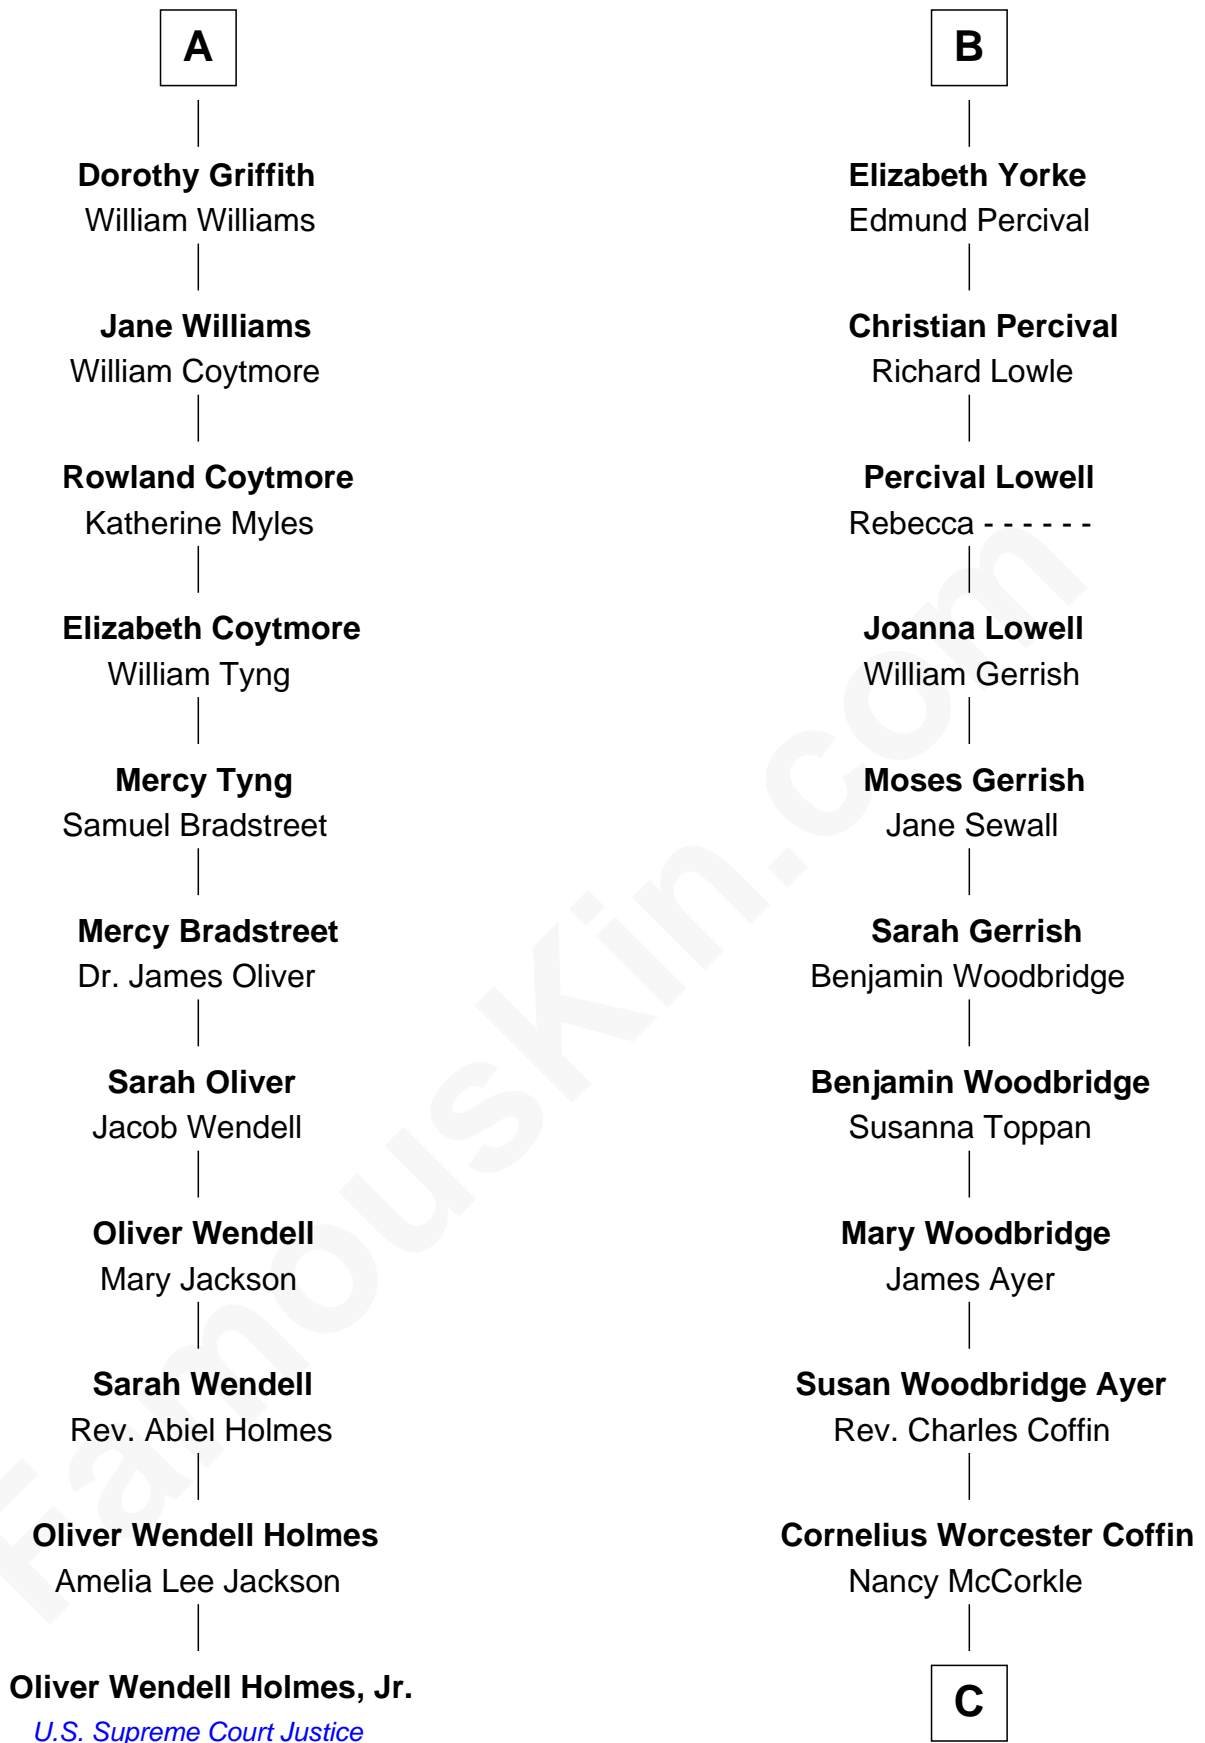 A
Dorothy Griffith
William Williams
Jane Williams
William Coytmore
Rowland Coytmore
Katherine Myles
Elizabeth Coytmore
William Tyng
Mercy Tyng
Samuel Bradstreet
Mercy Bradstreet
Dr. James Oliver
Sarah Oliver
Jacob Wendell
Oliver Wendell
Mary Jackson
Sarah Wendell
Rev. Abiel Holmes
Oliver Wendell Holmes
Amelia Lee Jackson
Oliver Wendell Holmes, Jr.
U.S. Supreme Court Justice
B
Elizabeth Yorke
Edmund Percival
Christian Percival
Richard Lowle
Percival Lowell
Rebecca - - - - - -
Joanna Lowell
William Gerrish
Moses Gerrish
Jane Sewall
Sarah Gerrish
Benjamin Woodbridge
Benjamin Woodbridge
Susanna Toppan
Mary Woodbridge
James Ayer
Susan Woodbridge Ayer
Rev. Charles Coffin
Cornelius Worcester Coffin
Nancy McCorkle
C
FamousKin.com